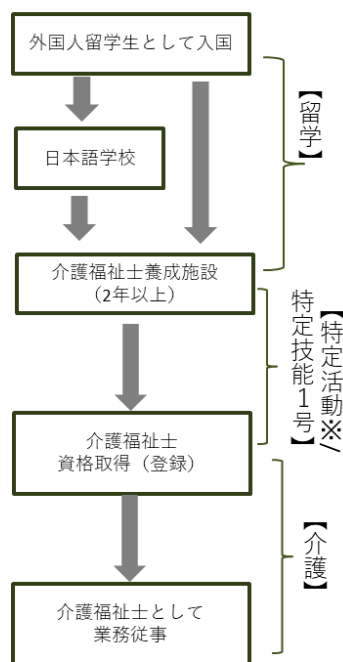 外国人留学生として入国
【留学】
日本語学校
介護福祉士養成施設
（2年以上）
【特定活動※/
特定技能1号】
介護福祉士
資格取得（登録）
【介護】
介護福祉士として
業務従事